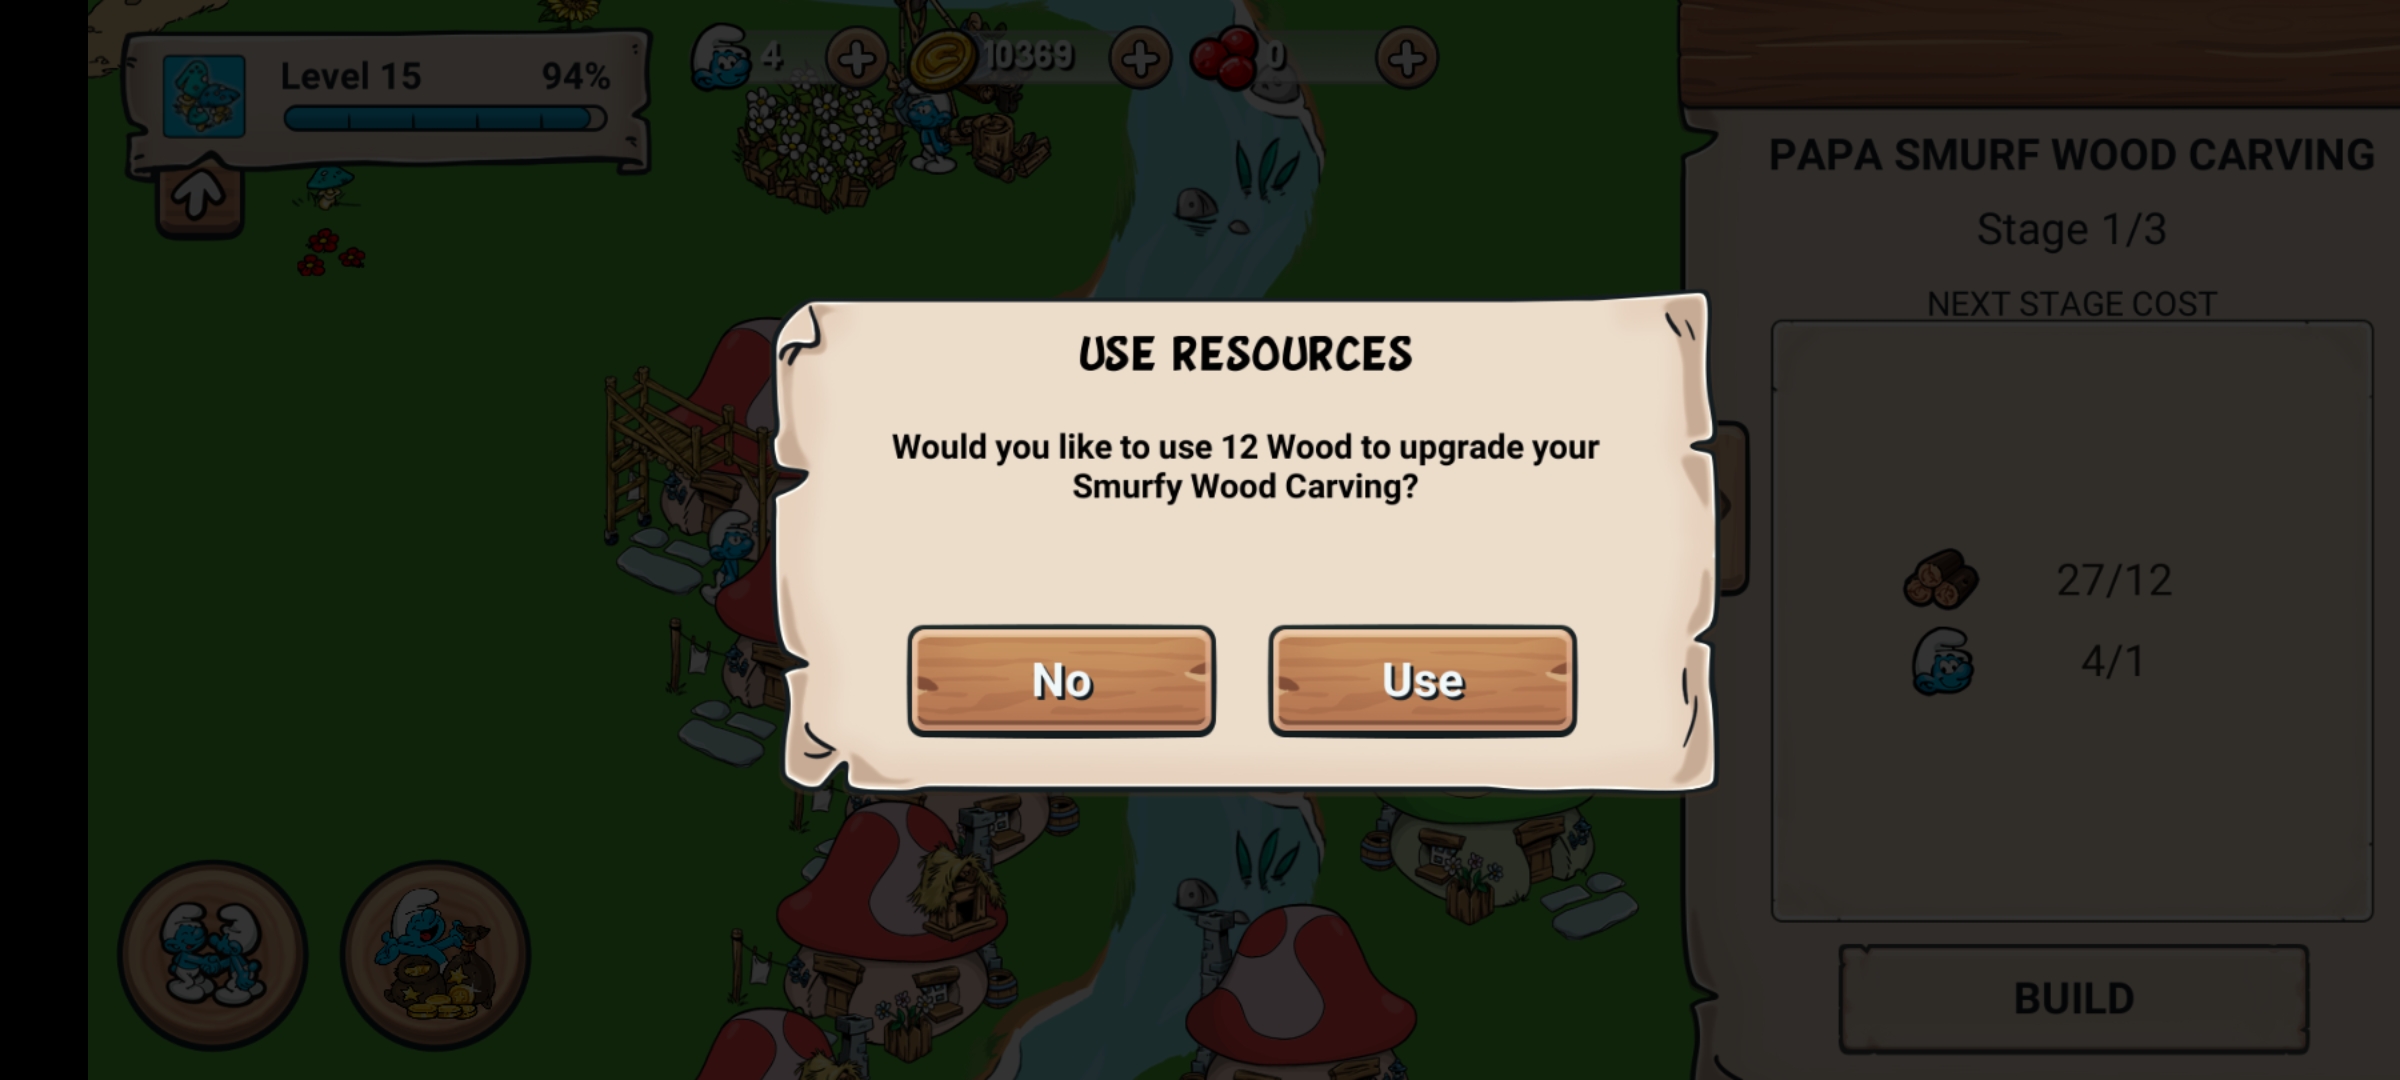 Level 15 94%
4
10369
0
PAPA SMURF WOOD CARVING
Stage 1/3
NEXT STAGE COST
USE RESOURCES
Would you like to use 12 Wood to upgrade your
Smurfy Wood Carving?
No
Use
27/12
4/1
BUILD